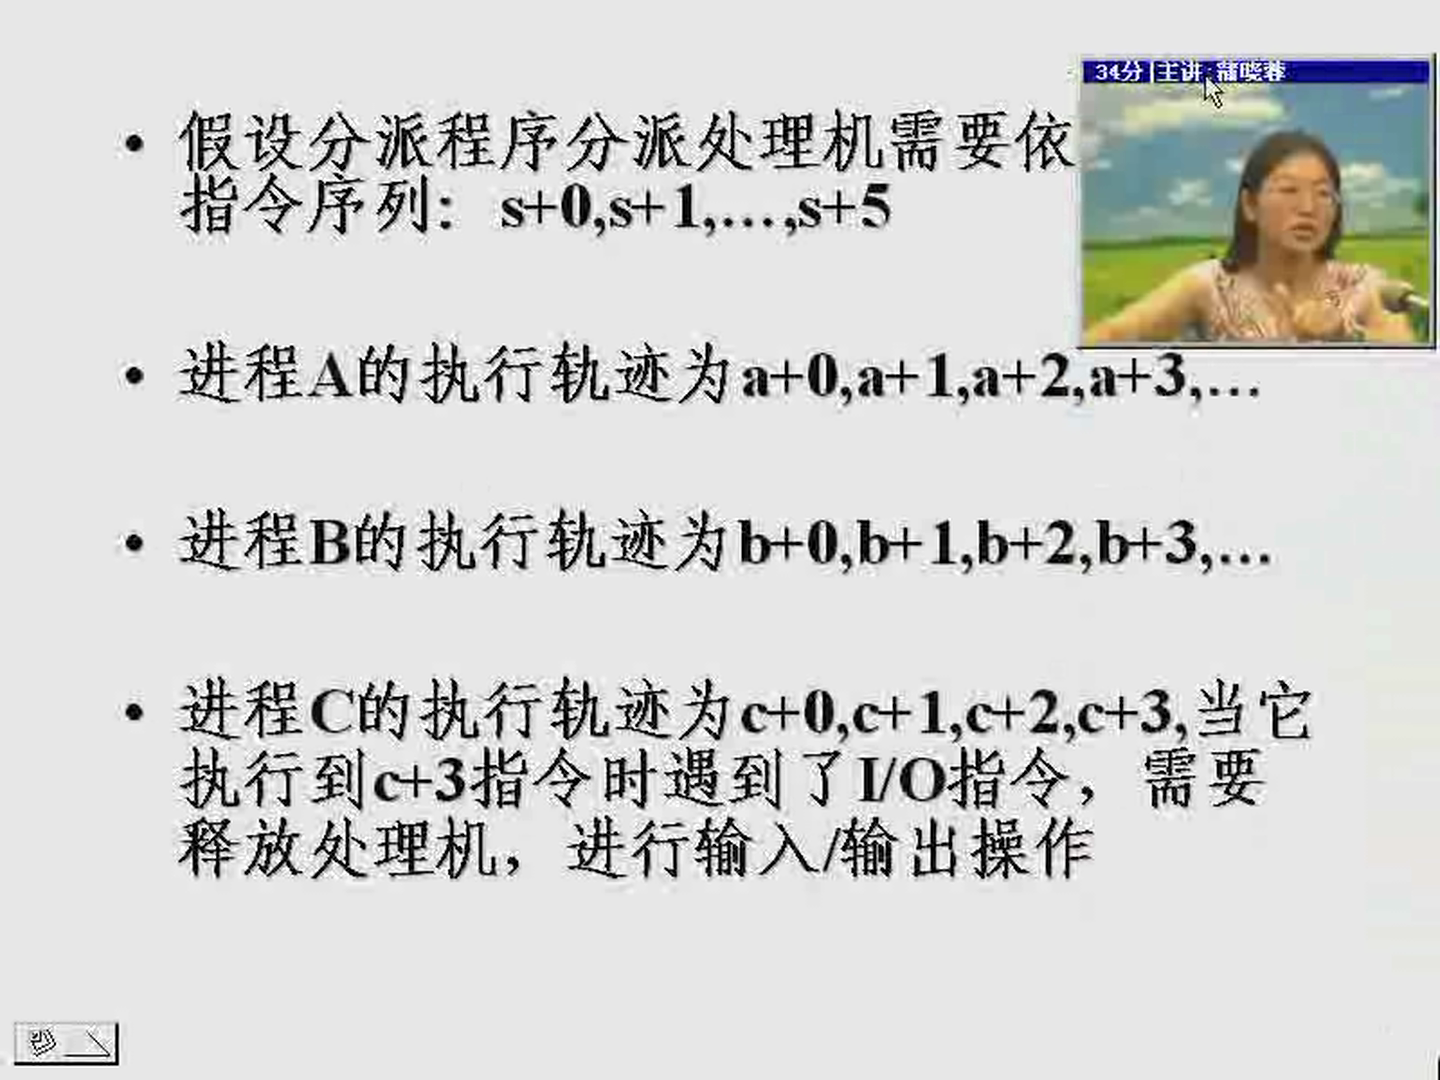 34分 | 主讲：蒲晓蓉
• 假设分派程序分派处理机需要依
指令序列： s+0,s+1,…,s+5
• 进程A的执行轨迹为a+0,a+1,a+2,a+3,…
• 进程B的执行轨迹为b+0,b+1,b+2,b+3,…
• 进程C的执行轨迹为c+0,c+1,c+2,c+3,当它
执行到c+3指令时遇到了I/O指令，需要
释放处理机，进行输入/输出操作